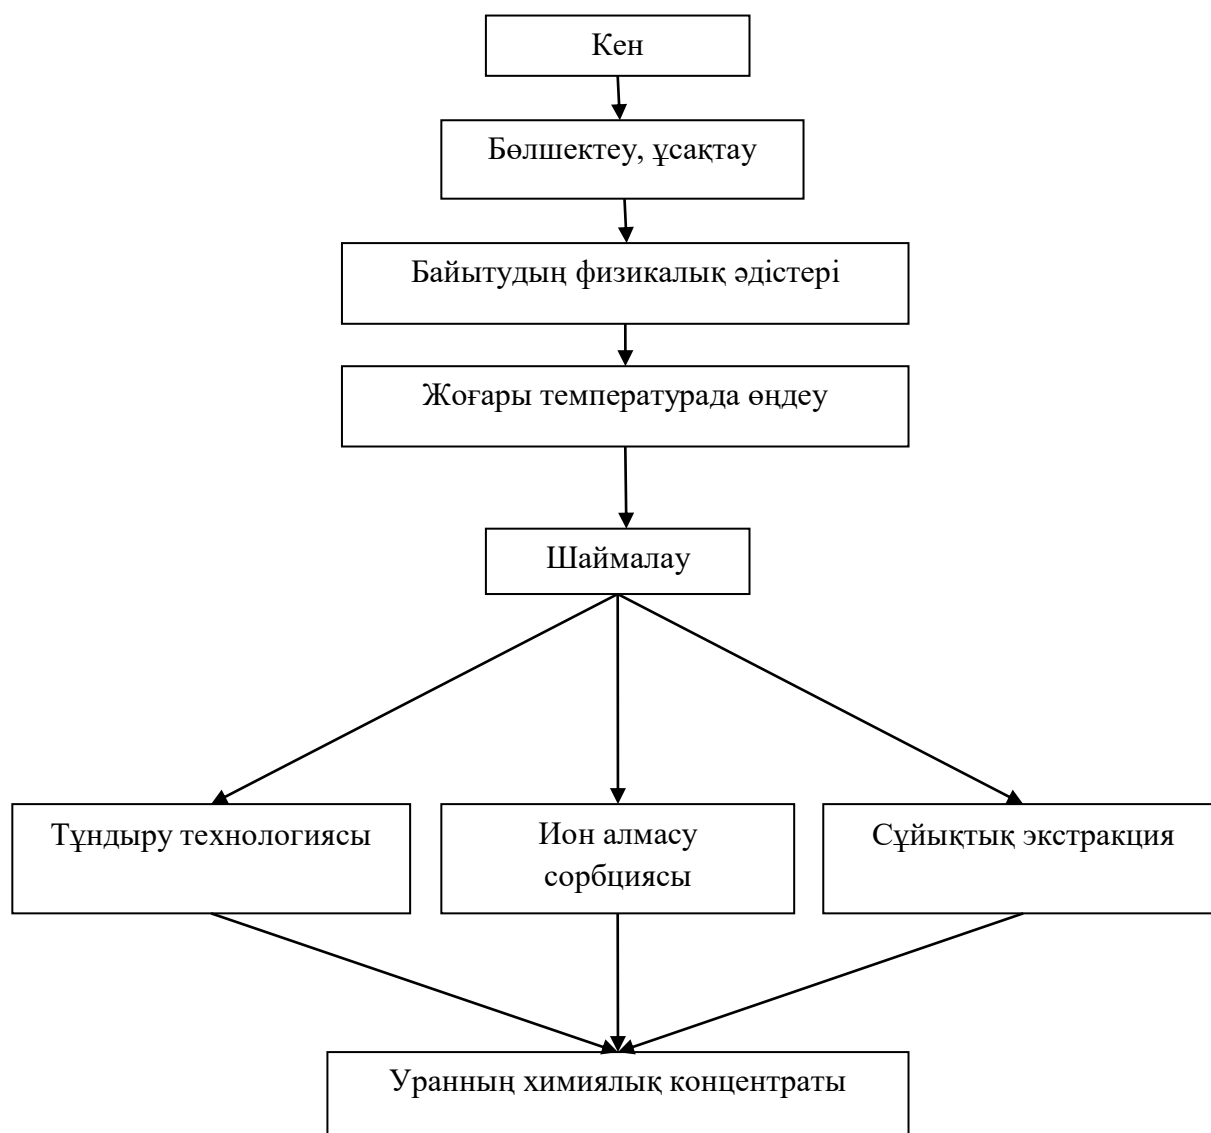 Кен
Бөлшектеу, ұсақтау
Байытудың физикалық әдістері
Жоғары температурада өңдеу
Шаймалау
Тұндыру технологиясы
Ион алмасу
сорбциясы
Сұйықтық экстракция
Уранның химиялық концентраты